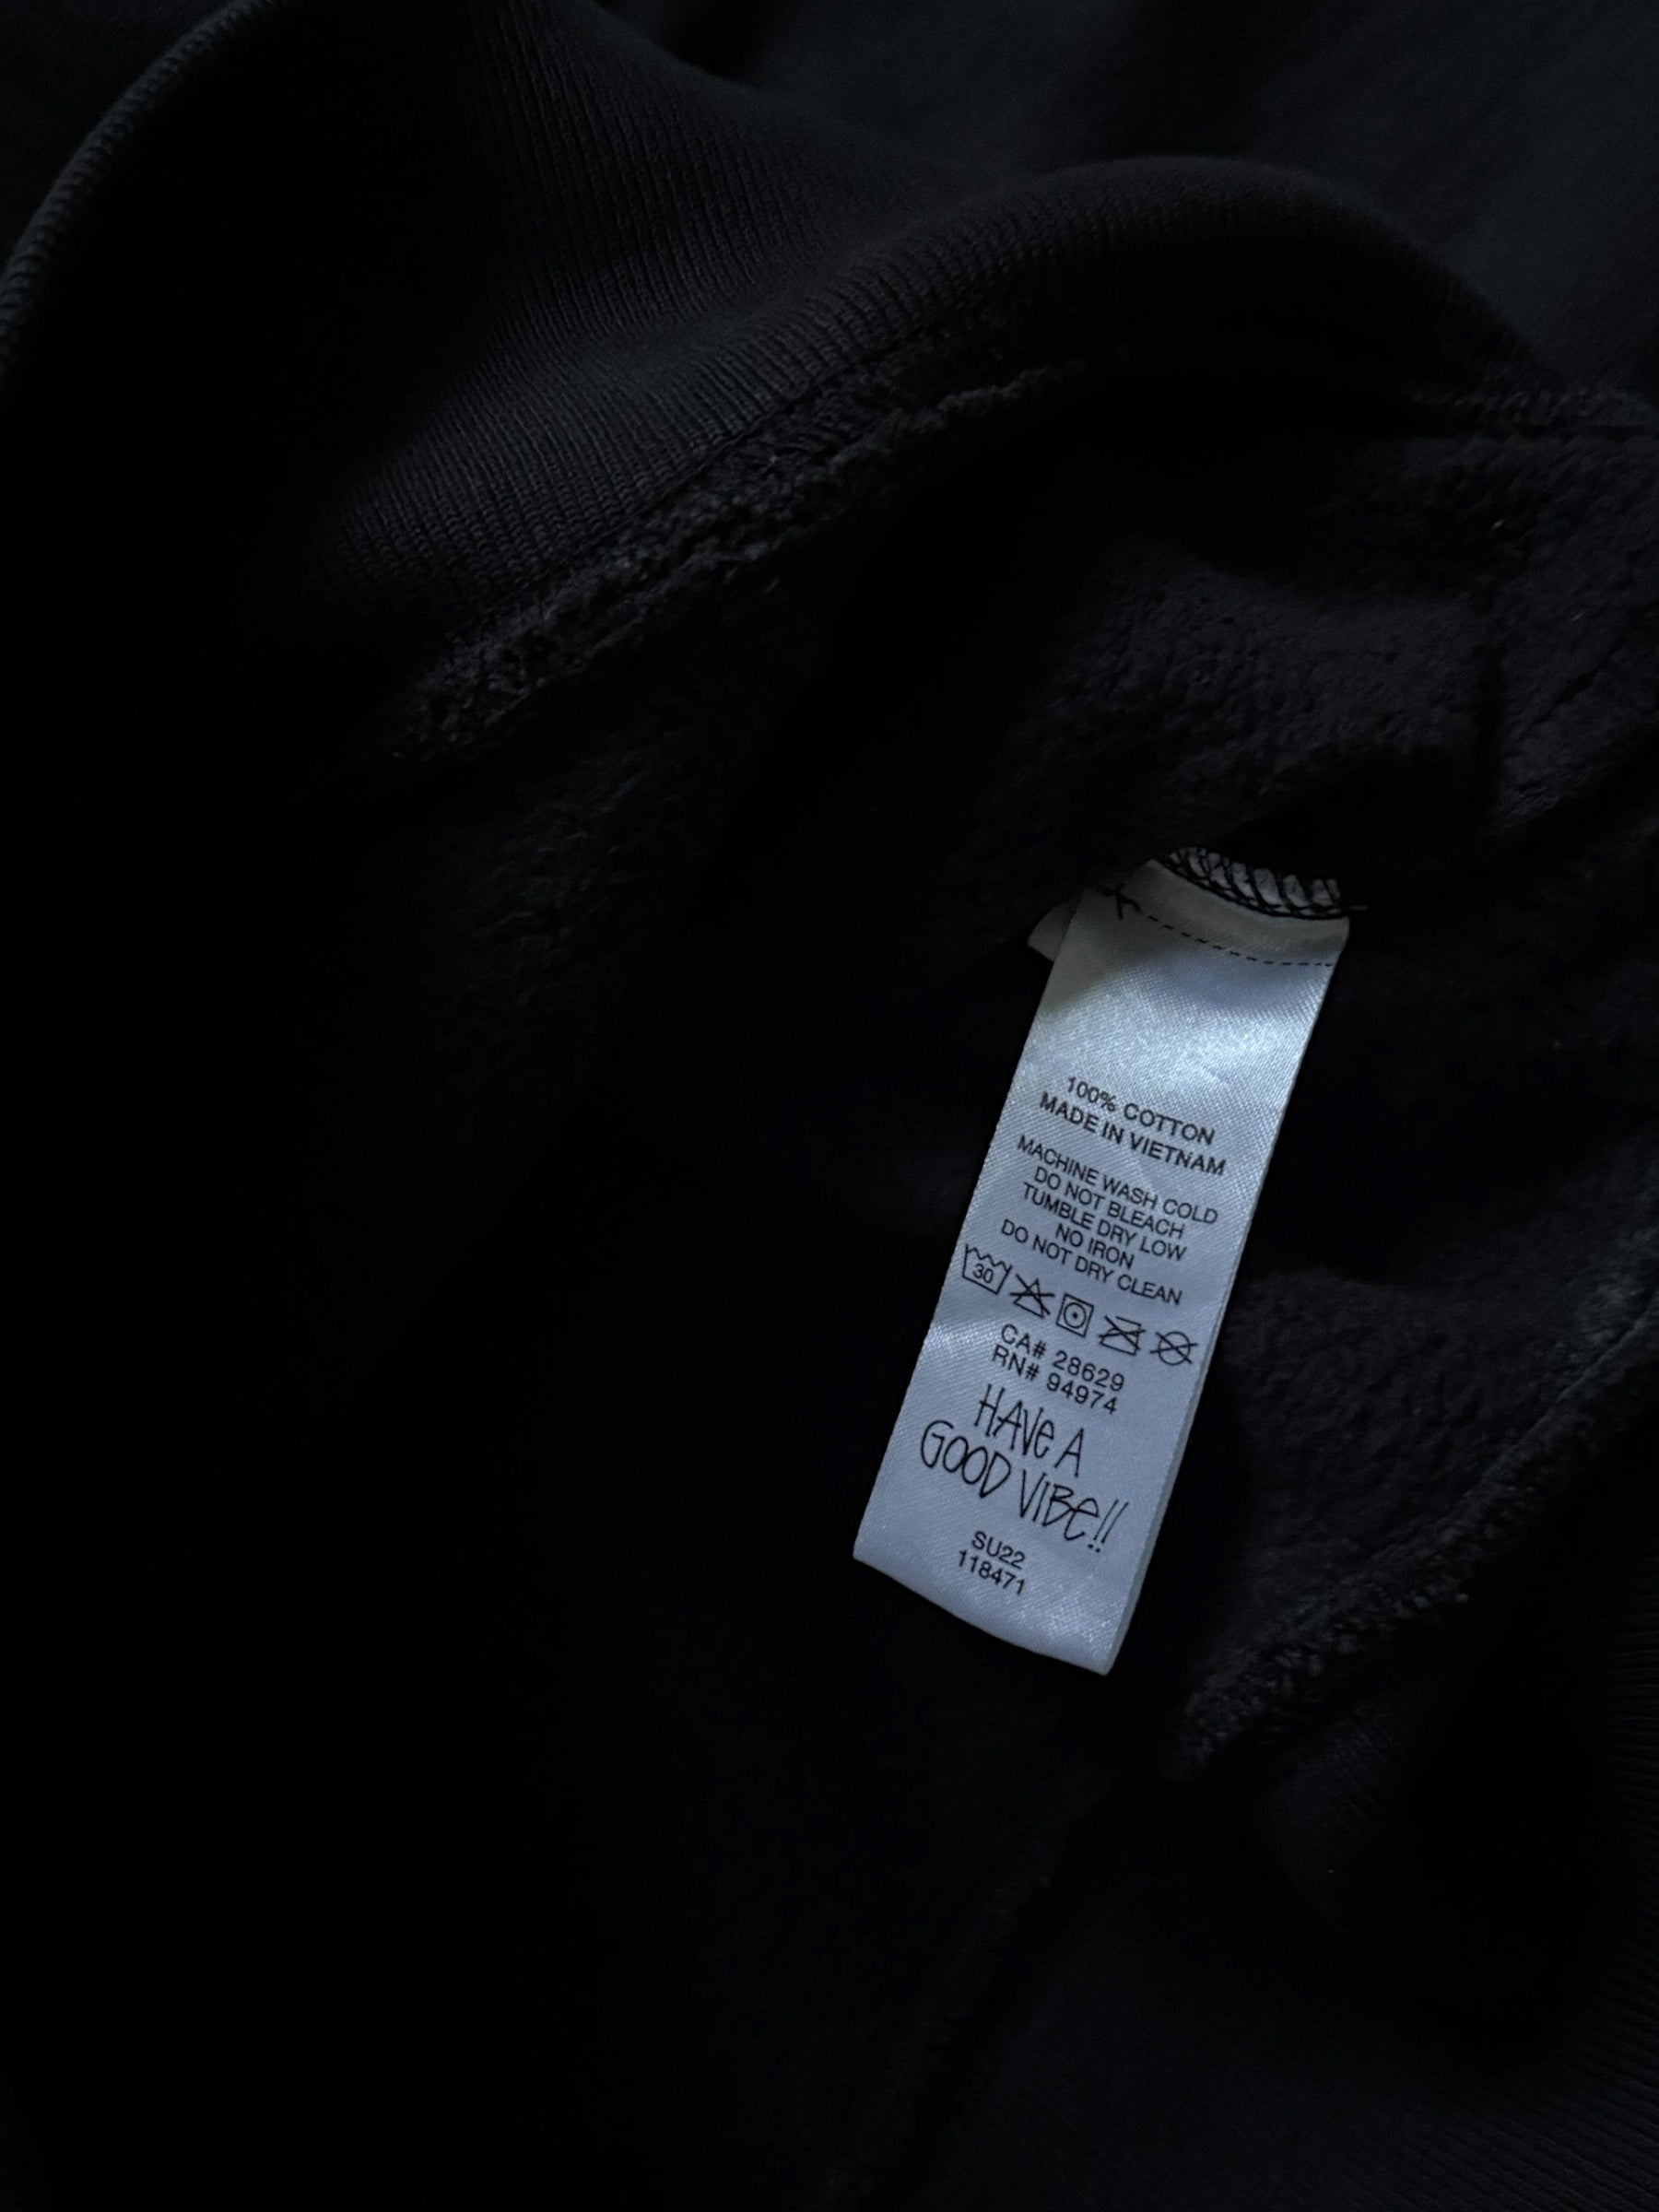 100% COTTON
MADE IN VIETNAM
MACHINE WASH COLD
DO NOT BLEACH
TUMBLE DRY LOW
NO IRON
DO NOT DRY CLEAN
30
CA# 28629
RN# 94974
HAVe A
GOOD VIBe!!
SU22
118471